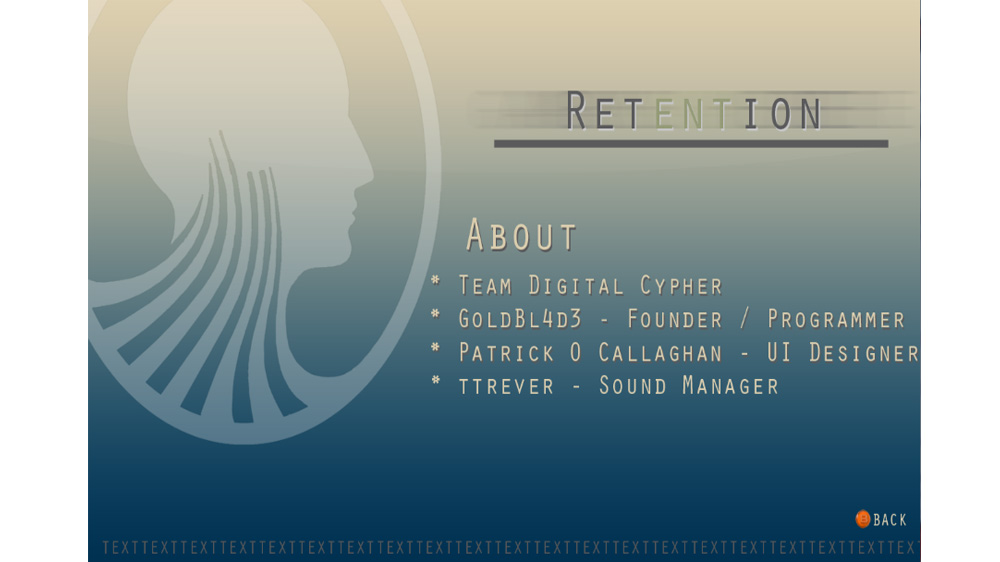 Retention
About
* Team Digital Cypher
* GoldBl4d3 - Founder / Programmer
* Patrick O Callaghan - UI Designer
* ttrever - Sound Manager
B BACK
TEXTTEXTTEXTTEXTTEXTTEXTTEXTTEXTTEXTTEXTTEXTTEXTTEXTTEXTTEXTTEXTTEXTTEXTTEXTTEXTTEX